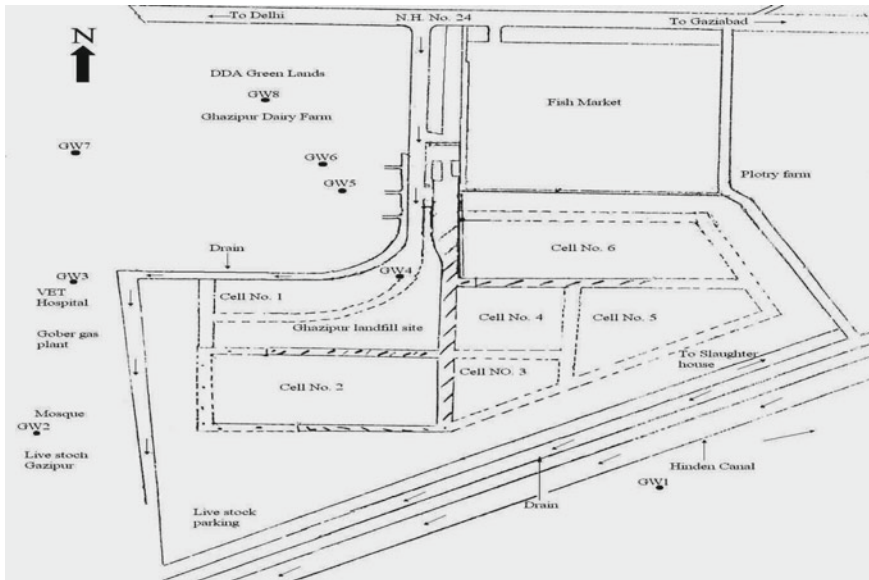 To Delhi
N.H. No. 24
To Gaziabad
N
DDA Green Lands
GW8
Ghazipur Dairy Farm
Fish Market
GW7
GW6
GW5
Plotry farm
Drain
Cell No. 6
GW3
GW4
VET
Hospital
Cell No. 1
Gober gas
plant
Ghazipur landfill site
Cell No. 4
Cell No. 5
To Slaughter
house
Cell NO. 3
Cell No. 2
Mosque
GW2
Live stoch
Gazipur
Hinden Canal
GW1
Drain
Live stock
parking